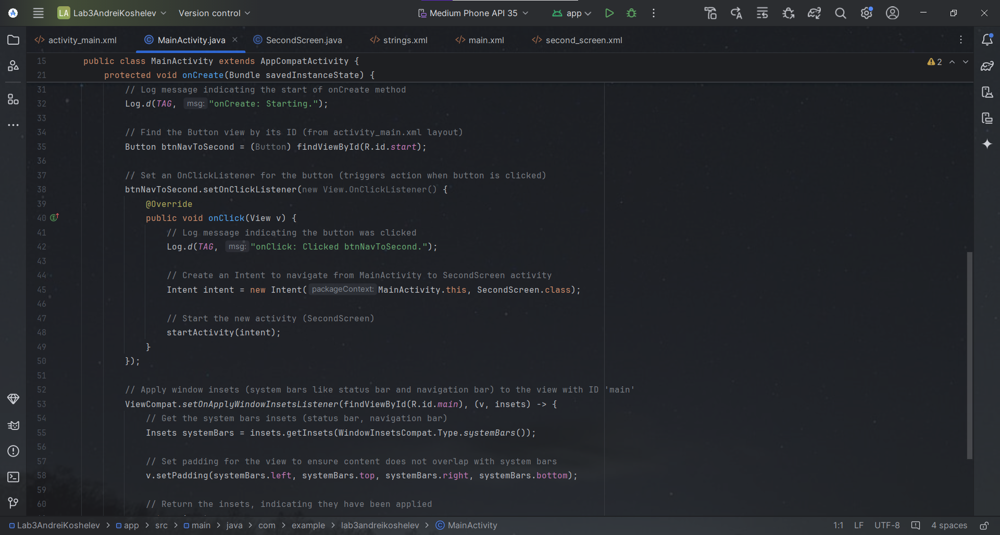 LA Lab3AndreiKoshelev Version control Medium Phone API 35 app
activity_main.xml MainActivity.java SecondScreen.java strings.xml main.xml second_screen.xml
15 public class MainActivity extends AppCompatActivity { 2
21 protected void onCreate(Bundle savedInstanceState) {
31 // Log message indicating the start of onCreate method
32 Log.d(TAG, msg: "onCreate: Starting.");
33
34 // Find the Button view by its ID (from activity_main.xml layout)
35 Button btnNavToSecond = (Button) findViewById(R.id.start);
36
37 // Set an OnClickListener for the button (triggers action when button is clicked)
38 btnNavToSecond.setOnClickListener(new View.OnClickListener() {
39 @Override
40 public void onClick(View v) {
41 // Log message indicating the button was clicked
42 Log.d(TAG, msg: "onClick: Clicked btnNavToSecond.");
43
44 // Create an Intent to navigate from MainActivity to SecondScreen activity
45 Intent intent = new Intent( packageContext: MainActivity.this, SecondScreen.class);
46
47 // Start the new activity (SecondScreen)
48 startActivity(intent);
49 }
50 });
51
52 // Apply window insets (system bars like status bar and navigation bar) to the view with ID 'main'
53 ViewCompat.setOnApplyWindowInsetsListener(findViewById(R.id.main), (v, insets) -> {
54 // Get the system bars insets (status bar, navigation bar)
55 Insets systemBars = insets.getInsets(WindowInsetsCompat.Type.systemBars());
56
57 // Set padding for the view to ensure content does not overlap with system bars
58 v.setPadding(systemBars.left, systemBars.top, systemBars.right, systemBars.bottom);
59
60 // Return the insets, indicating they have been applied
Lab3AndreiKoshelev > app > src > main > java > com > example > lab3andreikoshelev > MainActivity 1:1 LF UTF-8 4 spaces